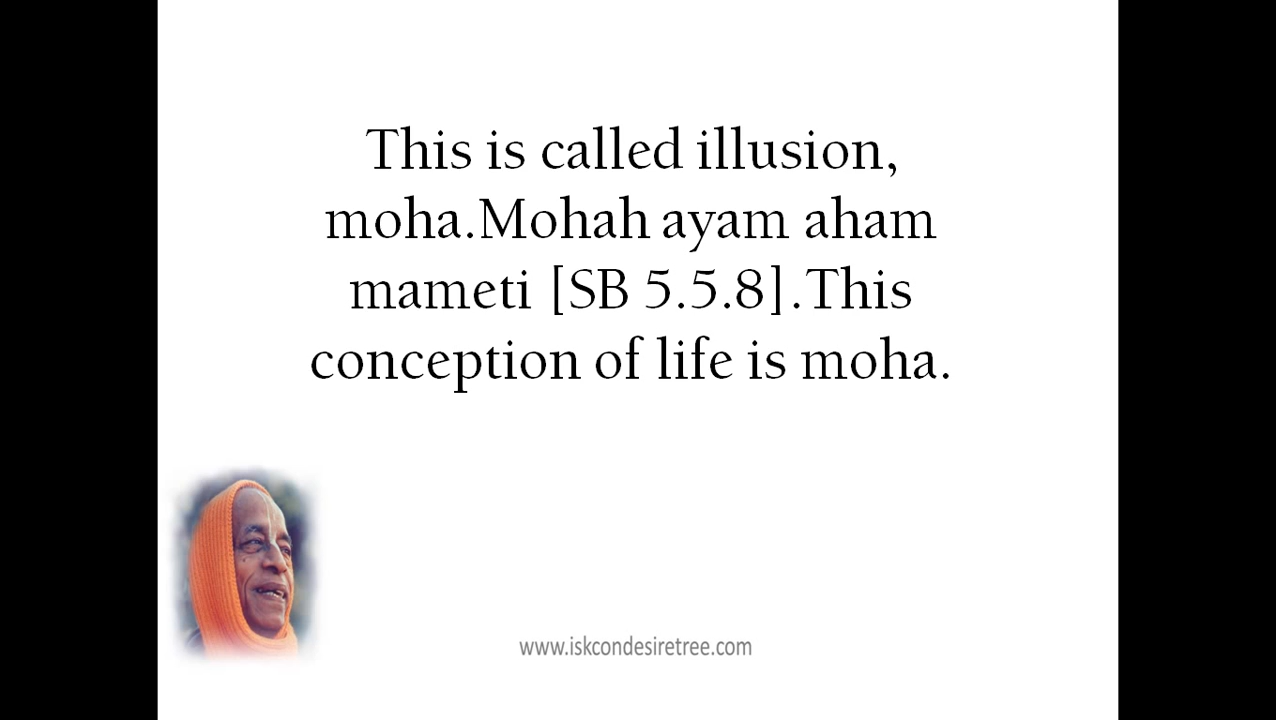 This is called illusion,
moha.Mohah ayam aham
mameti [SB 5.5.8].This
conception of life is moha.
www.iskcondesiretree.com